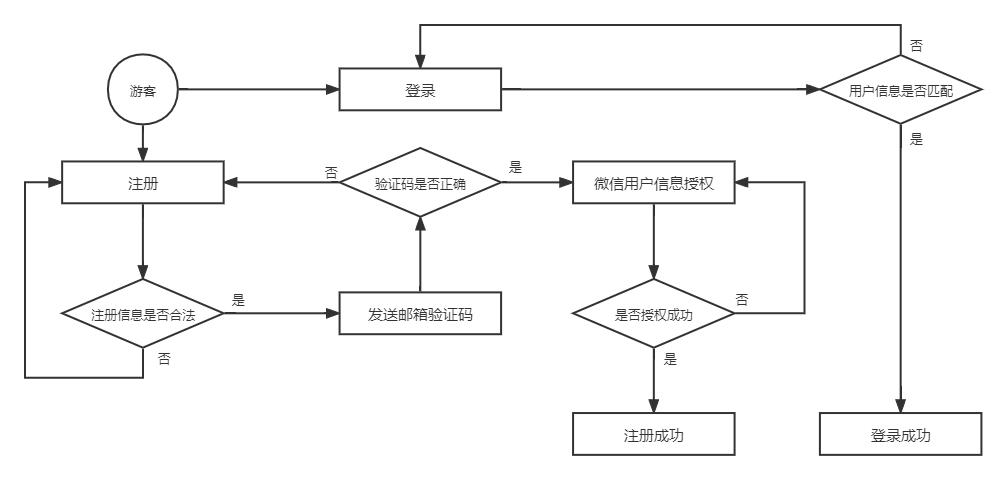 否
游客
登录
用户信息是否匹配
是
注册
否
验证码是否正确
是
微信用户信息授权
注册信息是否合法
是
发送邮箱验证码
是否授权成功
否
否
是
注册成功
登录成功